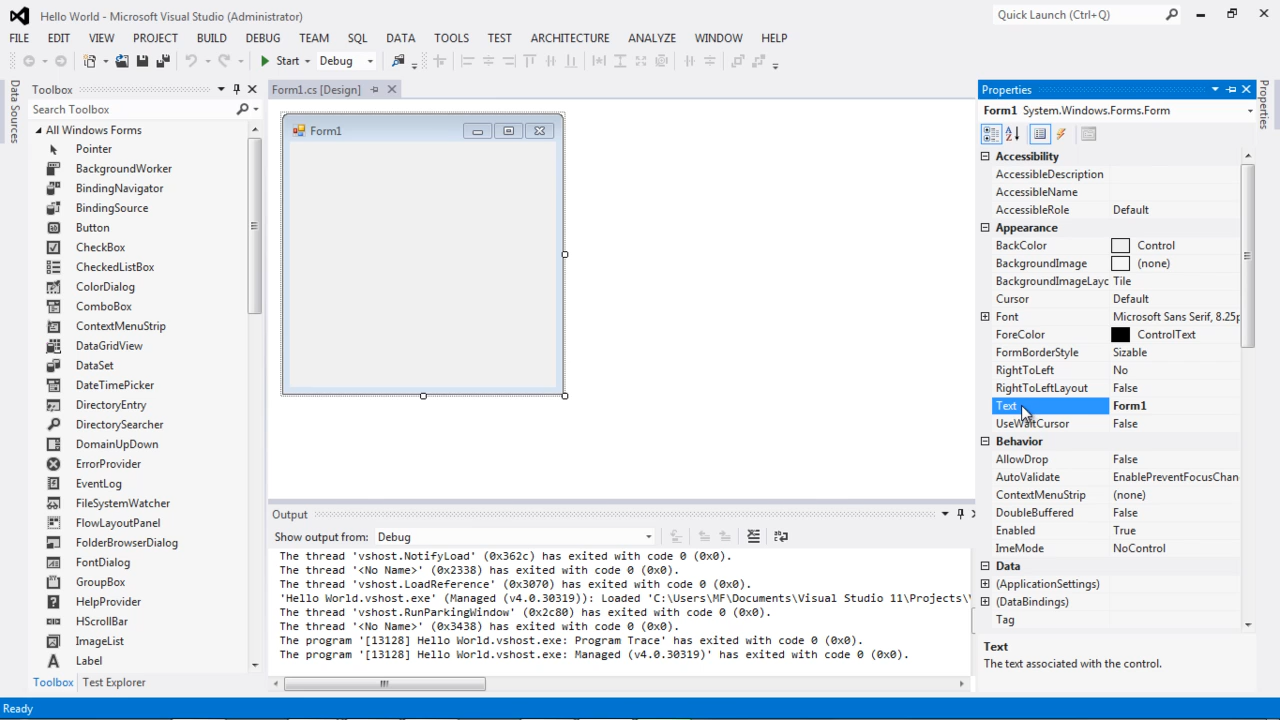 Hello World - Microsoft Visual Studio (Administrator)
Quick Launch (Ctrl+Q)
FILE EDIT VIEW PROJECT BUILD DEBUG TEAM SQL DATA TOOLS TEST ARCHITECTURE ANALYZE WINDOW HELP
Start Debug
Data Sources
Toolbox
Search Toolbox
All Windows Forms
Pointer
BackgroundWorker
BindingNavigator
BindingSource
Button
CheckBox
CheckedListBox
ColorDialog
ComboBox
ContextMenuStrip
DataGridView
DataSet
DateTimePicker
DirectoryEntry
DirectorySearcher
DomainUpDown
ErrorProvider
EventLog
FileSystemWatcher
FlowLayoutPanel
FolderBrowserDialog
FontDialog
GroupBox
HelpProvider
HScrollBar
ImageList
A Label
Toolbox Test Explorer
Form1.cs [Design]
Form1
Output
Show output from: Debug
The thread 'vshost.NotifyLoad' (0x362c) has exited with code 0 (0x0).
The thread '<No Name>' (0x2338) has exited with code 0 (0x0).
The thread 'vshost.LoadReference' (0x3070) has exited with code 0 (0x0).
'Hello World.vshost.exe' (Managed (v4.0.30319)): Loaded 'C:\Users\MF\Documents\Visual Studio 11\Projects\
The thread 'vshost.RunParkingWindow' (0x2c80) has exited with code 0 (0x0).
The thread '<No Name>' (0x3438) has exited with code 0 (0x0).
The program '[13128] Hello World.vshost.exe: Program Trace' has exited with code 0 (0x0).
The program '[13128] Hello World.vshost.exe: Managed (v4.0.30319)' has exited with code 0 (0x0).
Properties
Form1 System.Windows.Forms.Form
Accessibility
AccessibleDescription
AccessibleName
AccessibleRole Default
Appearance
BackColor Control
BackgroundImage (none)
BackgroundImageLayc Tile
Cursor Default
Font Microsoft Sans Serif, 8.25p
ForeColor ControlText
FormBorderStyle Sizable
RightToLeft No
RightToLeftLayout False
Text Form1
UseWaitCursor False
Behavior
AllowDrop False
AutoValidate EnablePreventFocusChan
ContextMenuStrip (none)
DoubleBuffered False
Enabled True
ImeMode NoControl
Data
(ApplicationSettings)
(DataBindings)
Tag
Text
The text associated with the control.
Properties
Ready